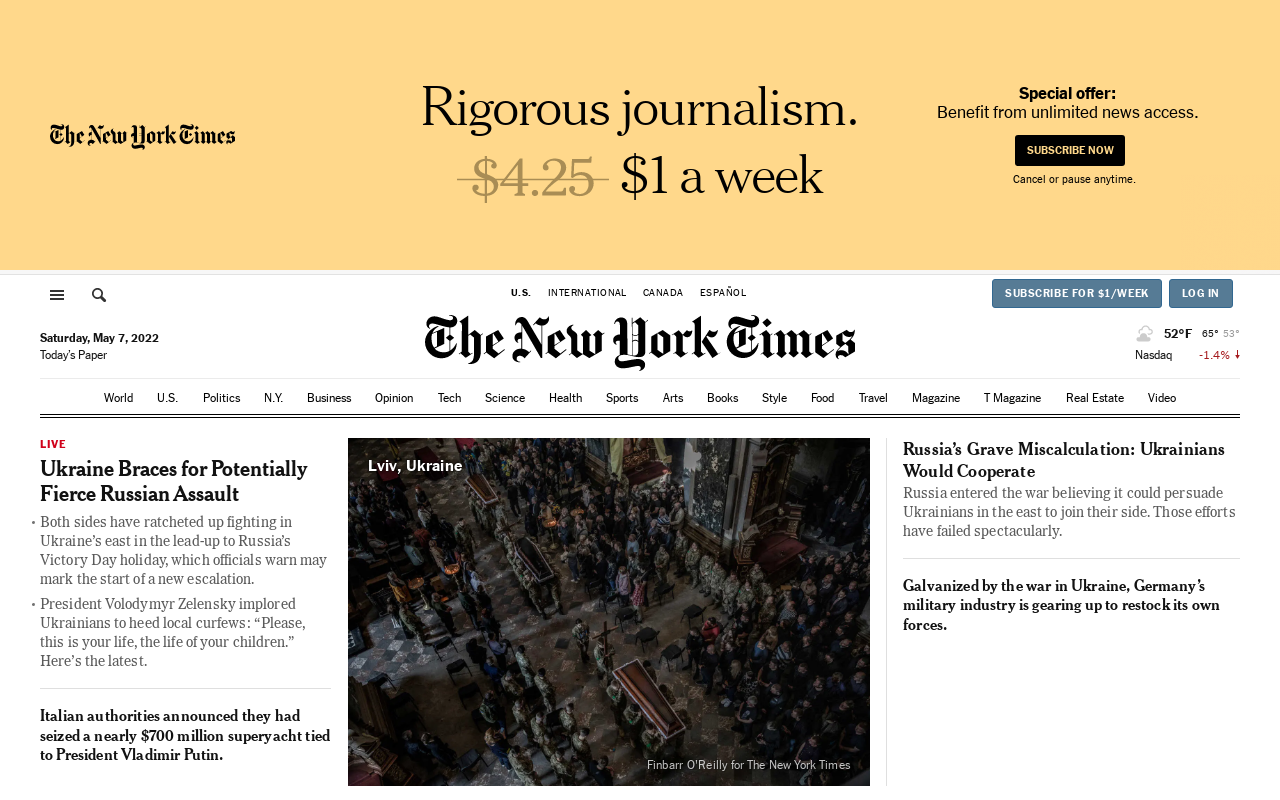 The New York Times
Rigorous journalism.
$4.25 $1 a week
Special offer:
Benefit from unlimited news access.
SUBSCRIBE NOW
Cancel or pause anytime.
U.S. INTERNATIONAL CANADA ESPAÑOL
SUBSCRIBE FOR $1/WEEK LOG IN
Saturday, May 7, 2022
Today's Paper
The New York Times
52°F 65° 53°
Nasdaq -1.4% ↓
World U.S. Politics N.Y. Business Opinion Tech Science Health Sports Arts Books Style Food Travel Magazine T Magazine Real Estate Video
LIVE
Ukraine Braces for Potentially
Fierce Russian Assault
• Both sides have ratcheted up fighting in
Ukraine’s east in the lead-up to Russia’s
Victory Day holiday, which officials warn may
mark the start of a new escalation.
• President Volodymyr Zelensky implored
Ukrainians to heed local curfews: “Please,
this is your life, the life of your children.”
Here’s the latest.
Italian authorities announced they had
seized a nearly $700 million superyacht tied
to President Vladimir Putin.
Lviv, Ukraine
Finbarr O'Reilly for The New York Times
Russia’s Grave Miscalculation: Ukrainians
Would Cooperate
Russia entered the war believing it could persuade
Ukrainians in the east to join their side. Those efforts
have failed spectacularly.
Galvanized by the war in Ukraine, Germany’s
military industry is gearing up to restock its own
forces.